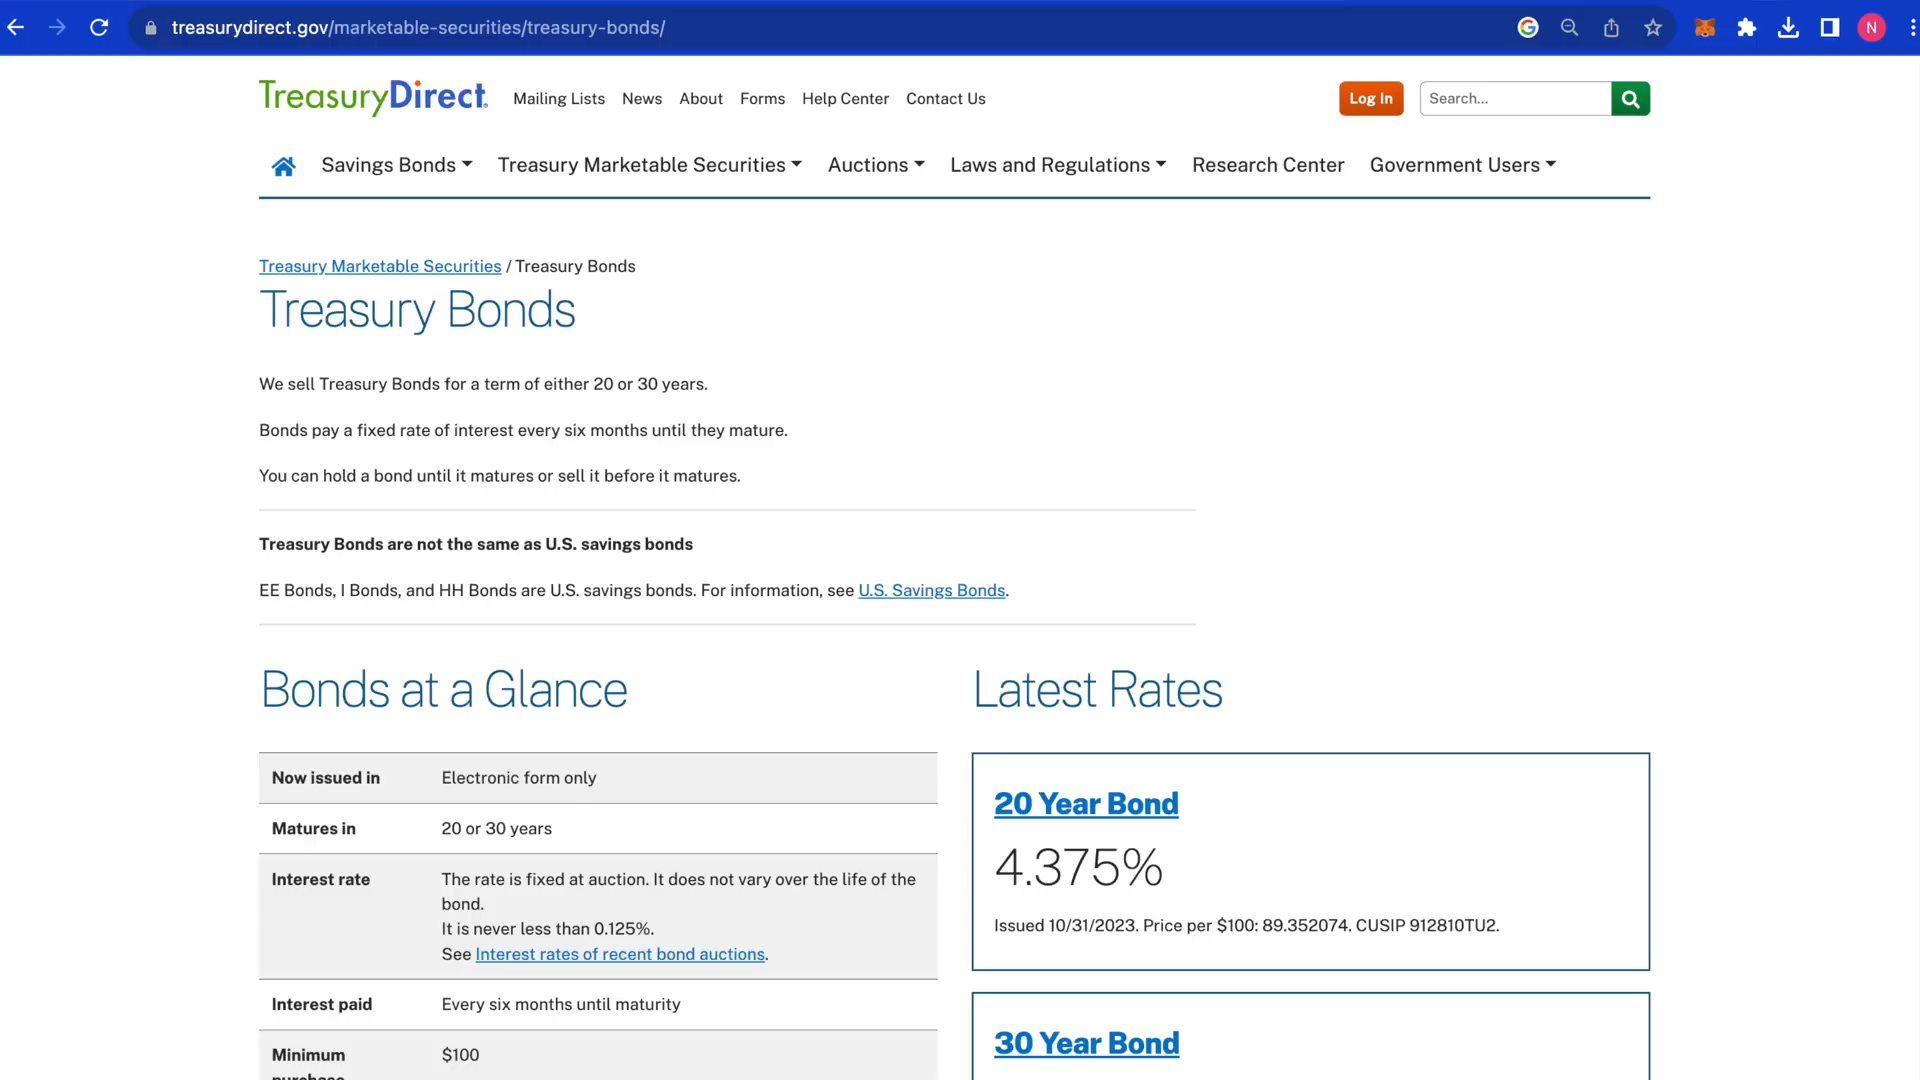 treasurydirect.gov/marketable-securities/treasury-bonds/
N
TreasuryDirect.
Mailing Lists News About Forms Help Center Contact Us
Log In
Search...
Savings Bonds Treasury Marketable Securities Auctions Laws and Regulations Research Center Government Users
Treasury Marketable Securities / Treasury Bonds
Treasury Bonds
We sell Treasury Bonds for a term of either 20 or 30 years.
Bonds pay a fixed rate of interest every six months until they mature.
You can hold a bond until it matures or sell it before it matures.
Treasury Bonds are not the same as U.S. savings bonds
EE Bonds, I Bonds, and HH Bonds are U.S. savings bonds. For information, see U.S. Savings Bonds.
Bonds at a Glance
Now issued in Electronic form only
Matures in 20 or 30 years
Interest rate The rate is fixed at auction. It does not vary over the life of the
bond.
It is never less than 0.125%.
See Interest rates of recent bond auctions.
Interest paid Every six months until maturity
Minimum $100
purchase
Latest Rates
20 Year Bond
4.375%
Issued 10/31/2023. Price per $100: 89.352074. CUSIP 912810TU2.
30 Year Bond